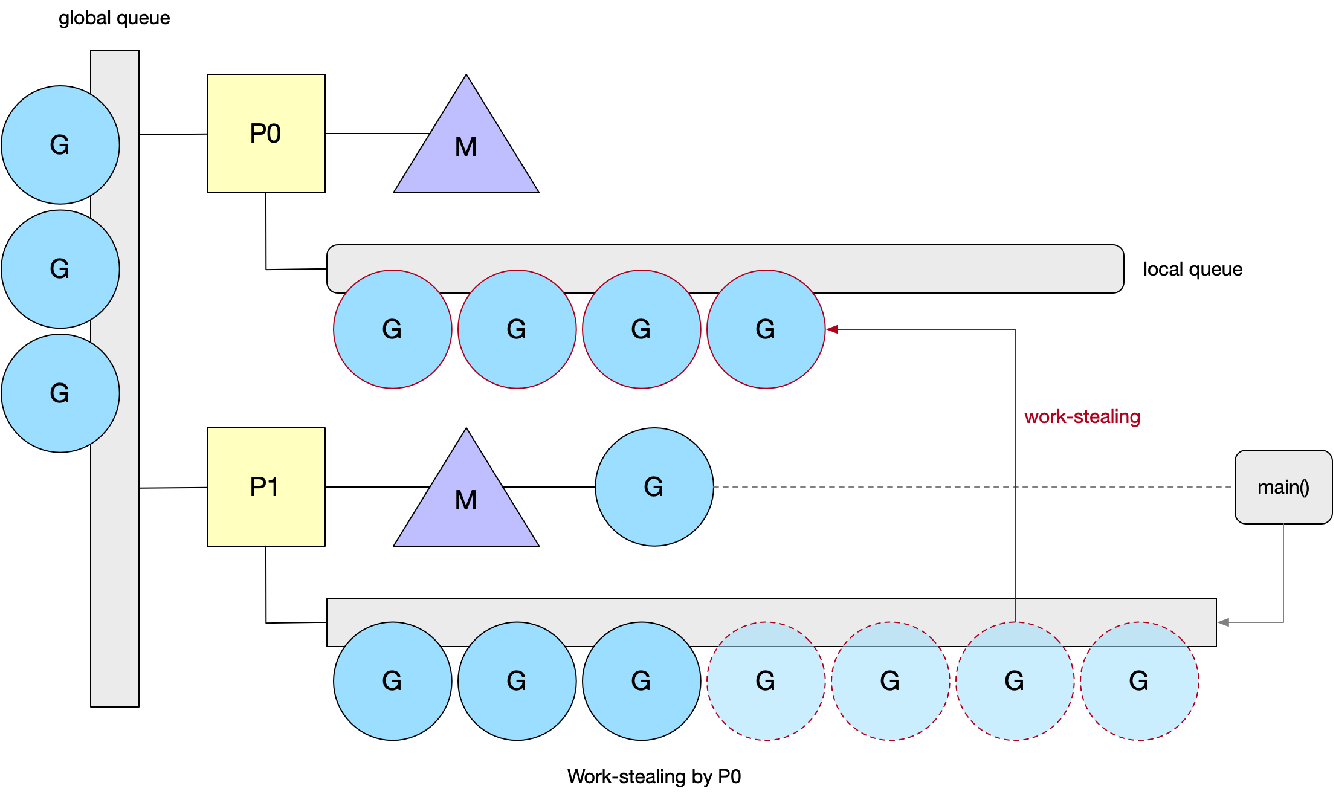 global queue
G
G
G
P0
M
local queue
G G G G
work-stealing
P1
M
G
main()
G G G G G G G
Work-stealing by P0